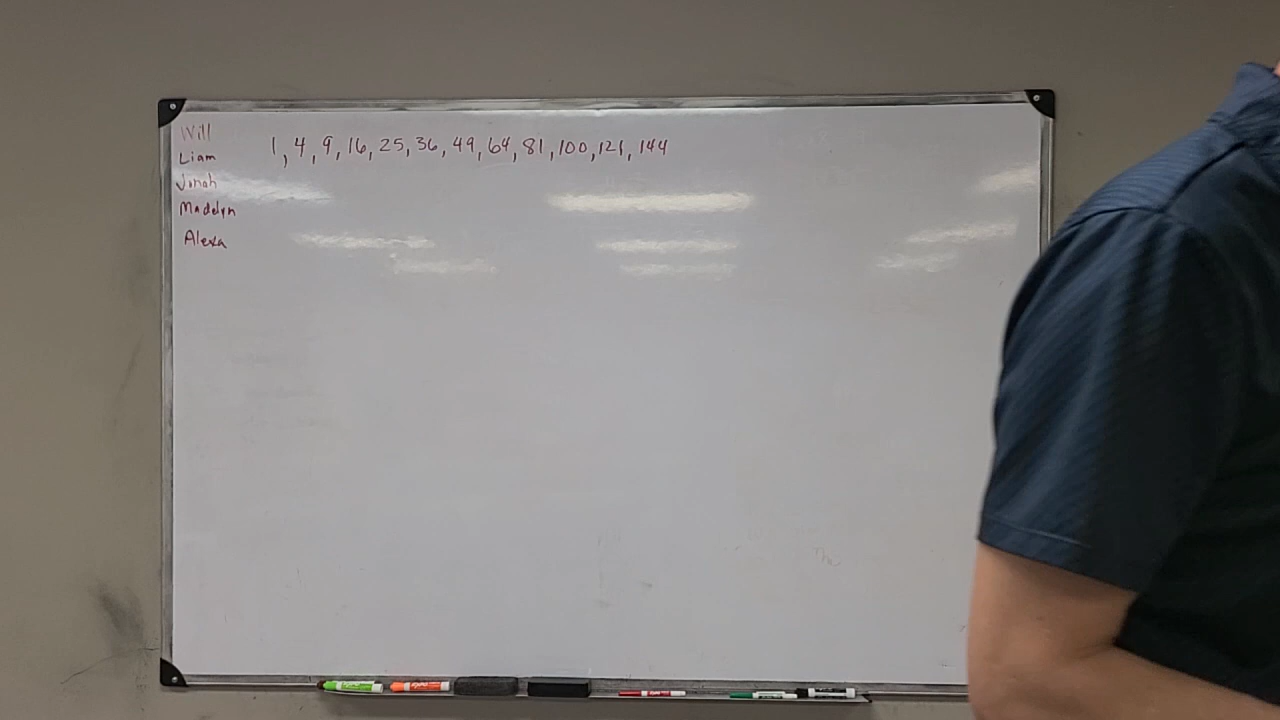 Will
Liam
Jonah
Madelyn
Alexa
1, 4, 9, 16, 25, 36, 49, 64, 81, 100, 121, 144